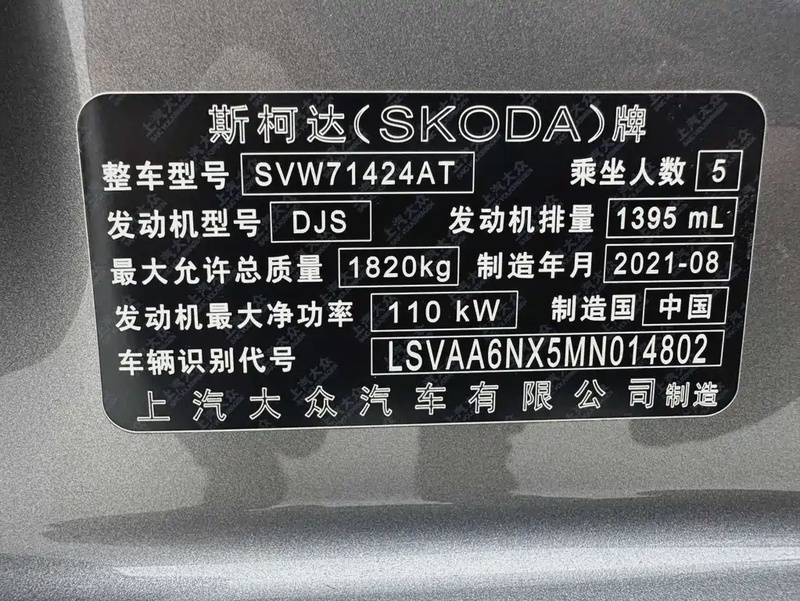 斯柯达(SKODA)牌
整车型号 SVW71424AT 乘坐人数 5
发动机型号 DJS 发动机排量 1395 mL
最大允许总质量 1820kg 制造年月 2021-08
发动机最大净功率 110 kW 制造国 中国
车辆识别代号 LSVAA6NX5MN014802
上汽大众汽车有限公司制造